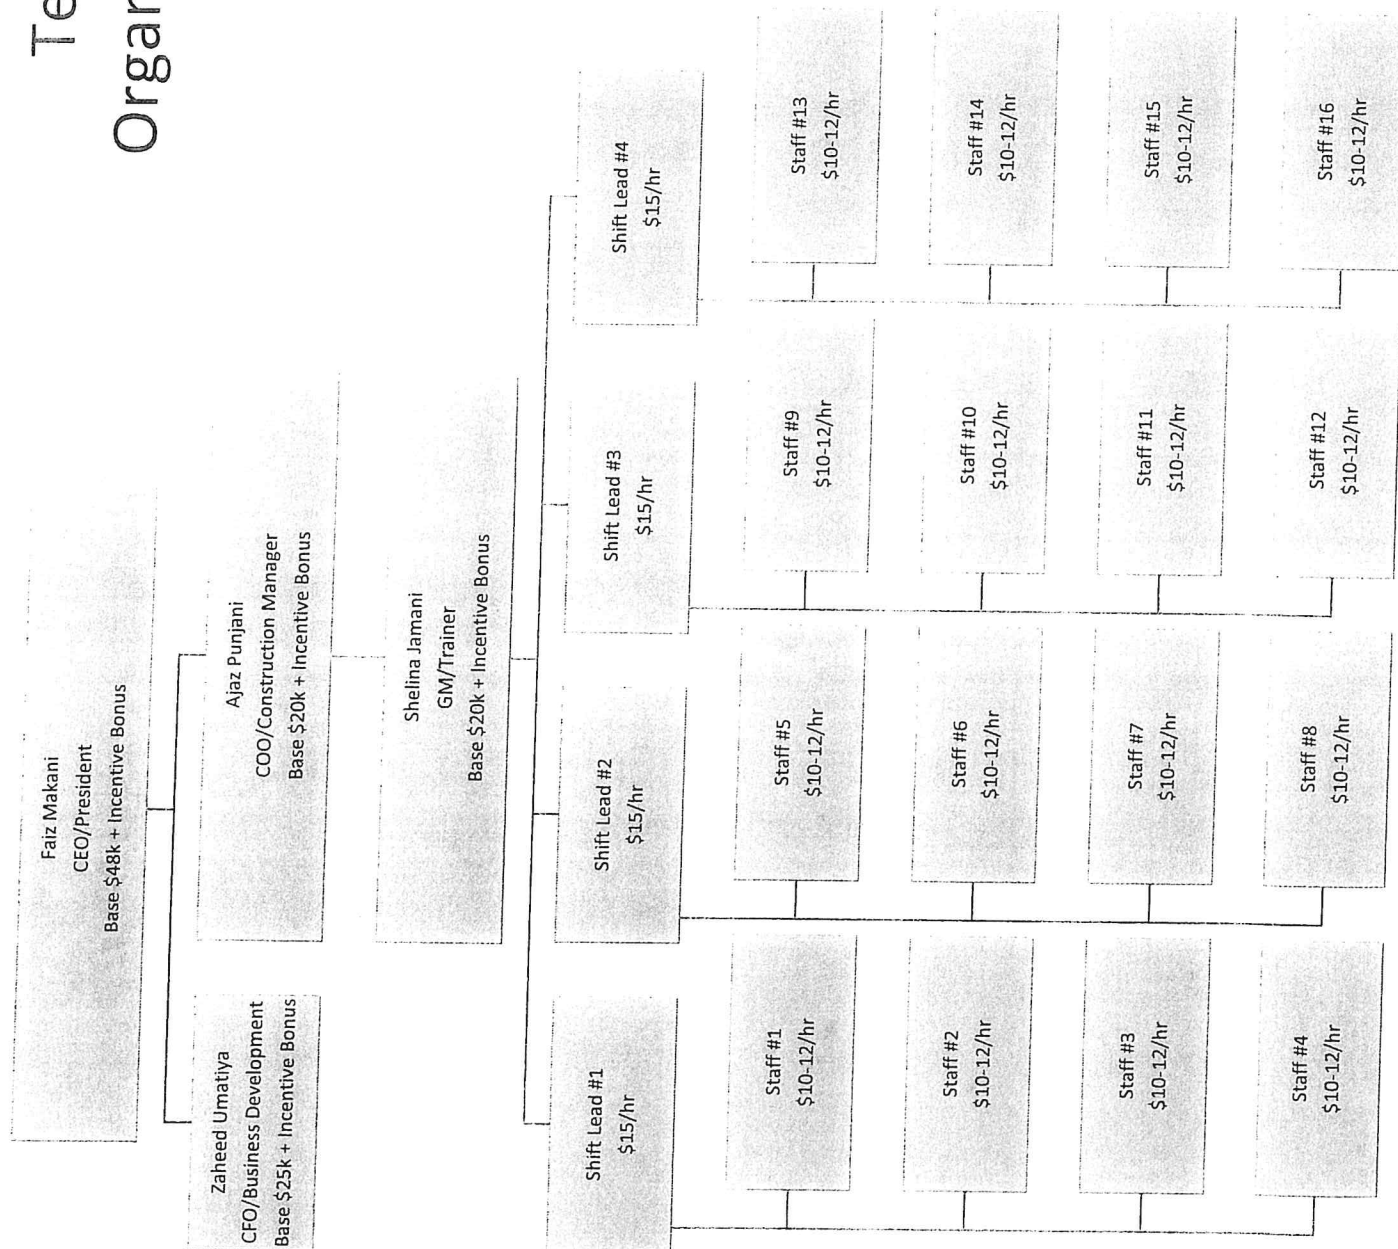 Te
Organ
Faiz Makani
CEO/President
Base $48k + Incentive Bonus
Zaheed Umatiya
CFO/Business Development
Base $25k + Incentive Bonus
Ajaz Punjani
COO/Construction Manager
Base $20k + Incentive Bonus
Shelina Jamani
GM/Trainer
Base $20k + Incentive Bonus
Shift Lead #1
$15/hr
Shift Lead #2
$15/hr
Shift Lead #3
$15/hr
Shift Lead #4
$15/hr
Staff #1
$10-12/hr
Staff #5
$10-12/hr
Staff #9
$10-12/hr
Staff #13
$10-12/hr
Staff #2
$10-12/hr
Staff #6
$10-12/hr
Staff #10
$10-12/hr
Staff #14
$10-12/hr
Staff #3
$10-12/hr
Staff #7
$10-12/hr
Staff #11
$10-12/hr
Staff #15
$10-12/hr
Staff #4
$10-12/hr
Staff #8
$10-12/hr
Staff #12
$10-12/hr
Staff #16
$10-12/hr